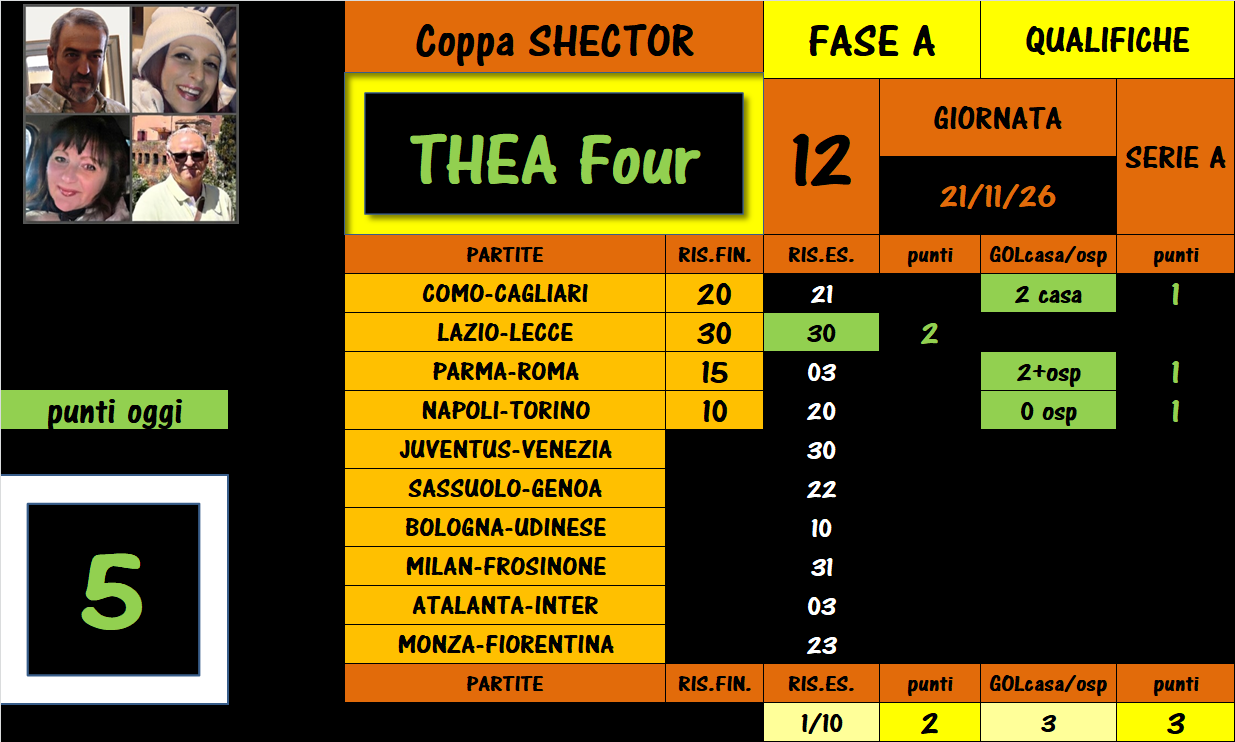 Coppa SHECTOR FASE A QUALIFICHE
THEA Four 12 GIORNATA SERIE A
21/11/26
PARTITE RIS.FIN. RIS.ES. punti GOLcasa/osp punti
COMO-CAGLIARI 20 21 2 casa 1
LAZIO-LECCE 30 30 2
PARMA-ROMA 15 03 2+osp 1
punti oggi
NAPOLI-TORINO 10 20 0 osp 1
JUVENTUS-VENEZIA 30
SASSUOLO-GENOA 22
BOLOGNA-UDINESE 10
5
MILAN-FROSINONE 31
ATALANTA-INTER 03
MONZA-FIORENTINA 23
PARTITE RIS.FIN. RIS.ES. punti GOLcasa/osp punti
1/10 2 3 3